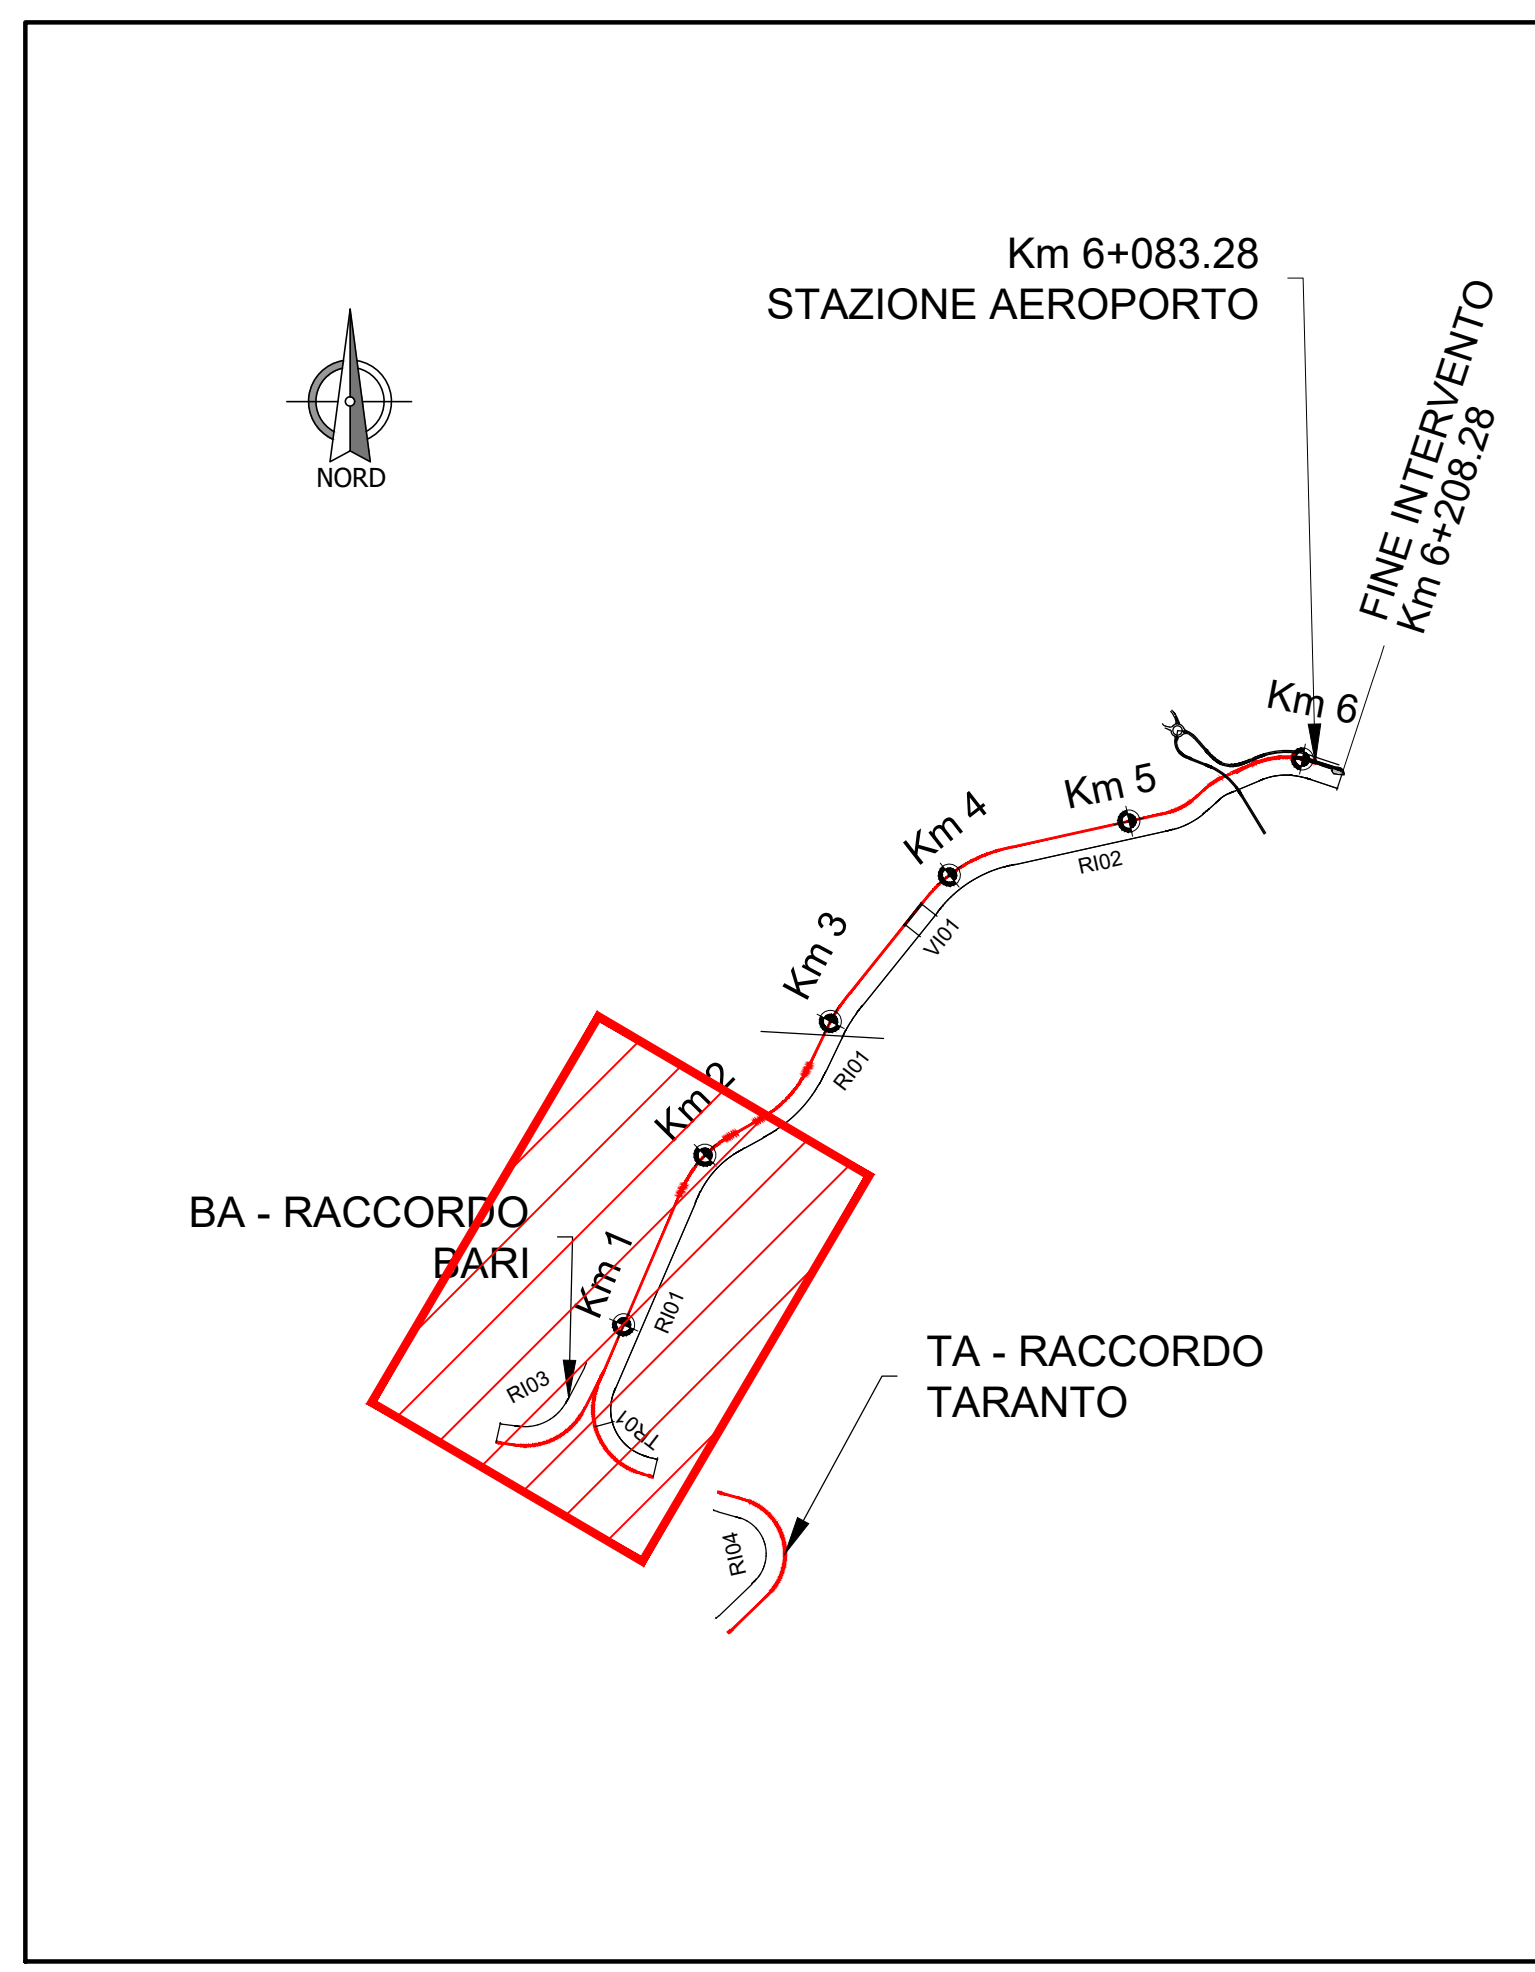 Km 6+083.28
STAZIONE AEROPORTO
FINE INTERVENTO
Km 6+208.28
NORD
Km 6
Km 5
Km 4
RI02
Km 3
VI01
RI01
Km 2
BA - RACCORDO
BARI
Km 1
RI01
TA - RACCORDO
TARANTO
RI03
TR01
RI04